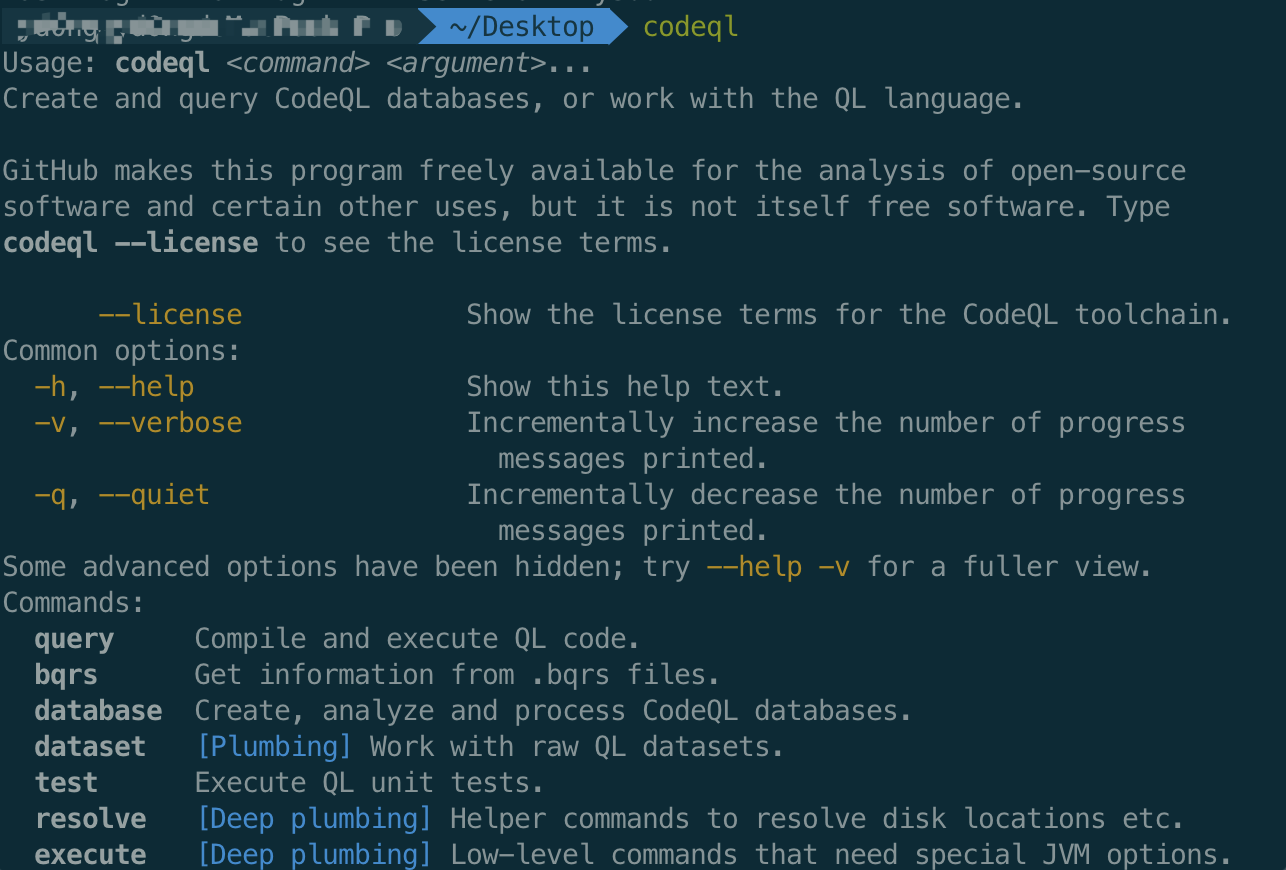 ~/Desktop codeql
Usage: codeql <command> <argument>...
Create and query CodeQL databases, or work with the QL language.
GitHub makes this program freely available for the analysis of open-source
software and certain other uses, but it is not itself free software. Type
codeql --license to see the license terms.
--license Show the license terms for the CodeQL toolchain.
Common options:
-h, --help Show this help text.
-v, --verbose Incrementally increase the number of progress
messages printed.
-q, --quiet Incrementally decrease the number of progress
messages printed.
Some advanced options have been hidden; try --help -v for a fuller view.
Commands:
query Compile and execute QL code.
bqrs Get information from .bqrs files.
database Create, analyze and process CodeQL databases.
dataset [Plumbing] Work with raw QL datasets.
test Execute QL unit tests.
resolve [Deep plumbing] Helper commands to resolve disk locations etc.
execute [Deep plumbing] Low-level commands that need special JVM options.